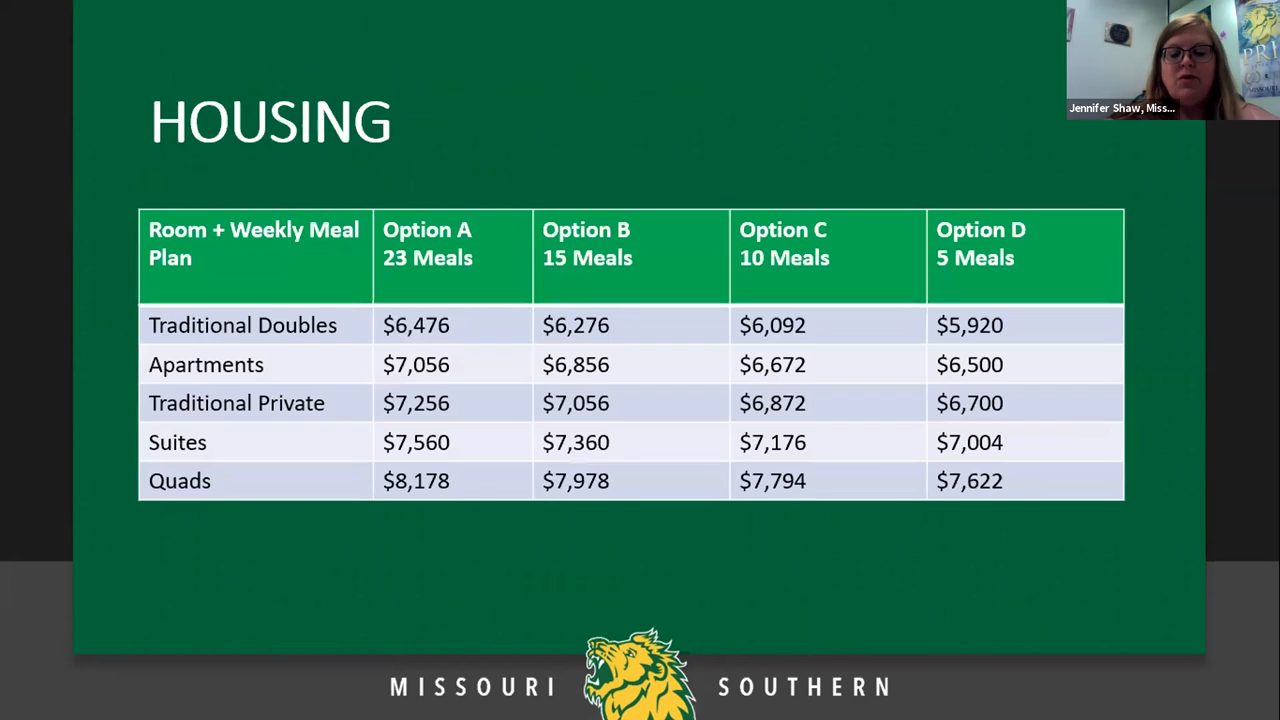 Jennifer Shaw, Miss...
HOUSING
Room + Weekly Meal Plan
Option A 23 Meals
Option B 15 Meals
Option C 10 Meals
Option D 5 Meals
Traditional Doubles $6,476 $6,276 $6,092 $5,920
Apartments $7,056 $6,856 $6,672 $6,500
Traditional Private $7,256 $7,056 $6,872 $6,700
Suites $7,560 $7,360 $7,176 $7,004
Quads $8,178 $7,978 $7,794 $7,622
MISSOURI SOUTHERN